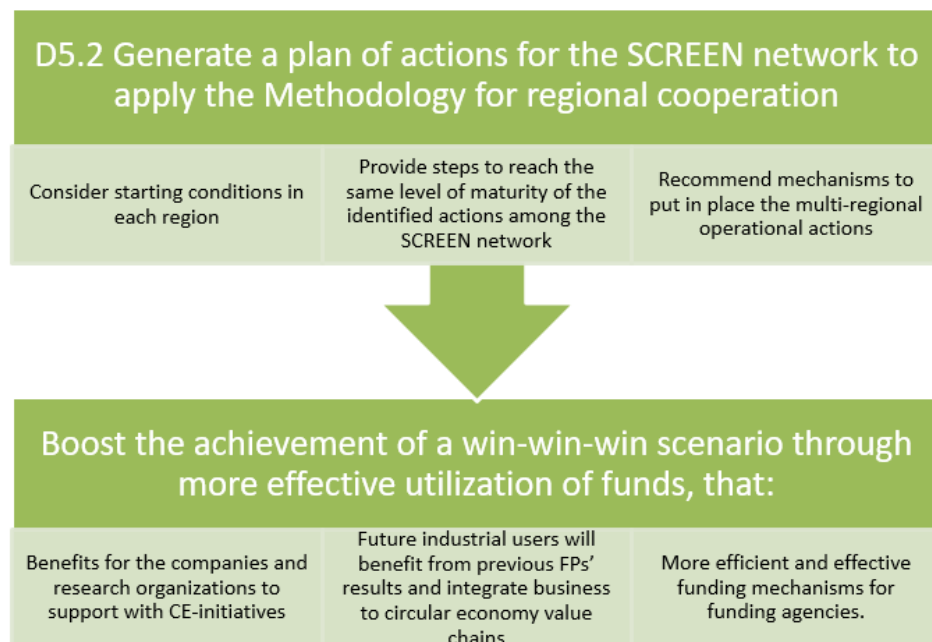 D5.2 Generate a plan of actions for the SCREEN network to
apply the Methodology for regional cooperation
Consider starting conditions in
each region
Provide steps to reach the
same level of maturity of the
identified actions among the
SCREEN network
Recommend mechanisms to
put in place the multi-regional
operational actions
Boost the achievement of a win-win-win scenario through
more effective utilization of funds, that:
Benefits for the companies and
research organizations to
support with CE-initiatives
Future industrial users will
benefit from previous FPs'
results and integrate business
to circular economy value
chains
More efficient and effective
funding mechanisms for
funding agencies.